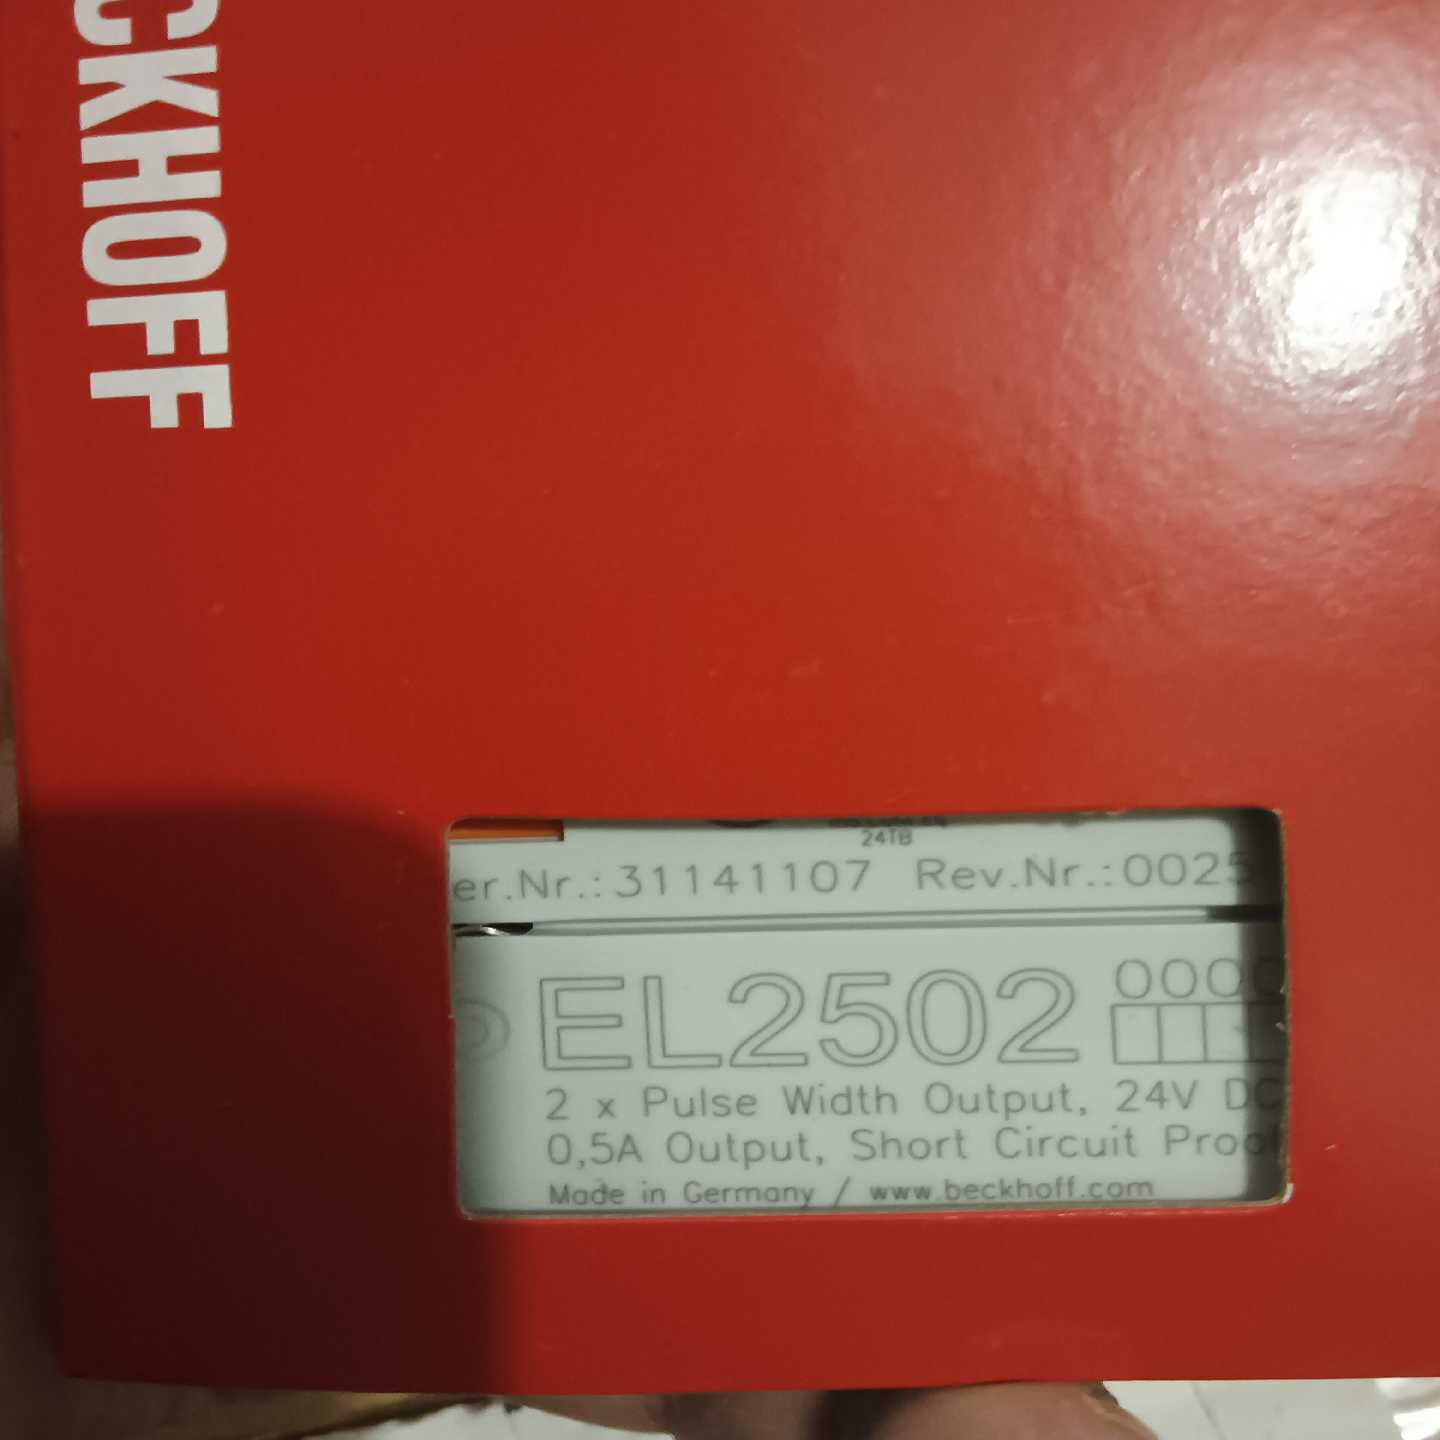 CKHOFF
24TB
er.Nr.:31141107 Rev.Nr.:0025
EL2502 0000
2 x Pulse Width Output, 24V DC
0,5A Output, Short Circuit Proof
Made in Germany / www.beckhoff.com